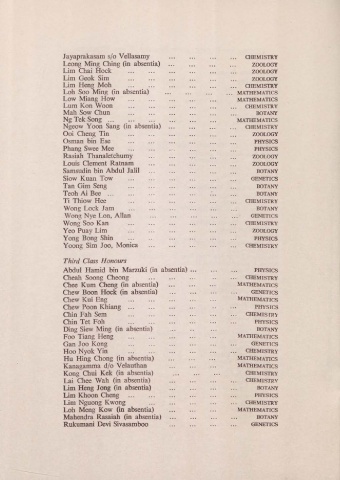 Jayaprakasum s/o Vellasamy ... ... ... ... CHEMISTRY
Leong Ming Ching (in absentia) ... ... ... ... ZOOLOGY
Lim Chai Hock ... ... ... ... ... ZOOLOGY
Lim Geok Sim ... ... ... ... ... ZOOLOGY
Lim Heng Moh ... ... ... ... ... CHEMISTRY
Loh Soo Ming (in absentia) ... ... ... ... MATHEMATICS
Low Miang How ... ... ... ... ... MATHEMATICS
Lum Kon Woon ... ... ... ... ... CHEMISTRY
Mah Sow Chun ... ... ... ... ... BOTANY
Ng Tek Song ... ... ... ... ... ... MATHEMATICS
Ngeow Yoon Sang (in absentia) ... ... ... ... CHEMISTRY
Ooi Cheng Tin ... ... ... ... ... ZOOLOGY
Osman bin Ese ... ... ... ... ... PHYSICS
Phang Swee Mee ... ... ... ... ... PHYSICS
Rasiah Thanaletchumy ... ... ... ... ... ZOOLOGY
Louis Clement Ratnam ... ... ... ... ... ZOOLOGY
Samsudin bin Abdul Jalil ... ... ... ... ... BOTANY
Siow Kuan Tow ... ... ... ... ... GENETICS
Tan Gim Seng ... ... ... ... ... BOTANY
Teoh Ai Bee ... ... ... ... ... ... BOTANY
Ti Thiow Hee ... ... ... ... ... CHEMISTRY
Wong Lock Jam ... ... ... ... ... BOTANY
Wong Nye Lon, Allan ... ... ... ... ... GENETICS
Wong Soo Kan ... ... ... ... ... CHEMISTRY
Yeo Puay Lim ... ... ... ... ... ZOOLOGY
Yong Bong Shin ... ... ... ... ... PHYSICS
Yoong Sim Joo, Monica ... ... ... ... ... CHEMISTRY
Third Class Honours
Abdul Hamid bin Marzuki (in absentia) ... ... ... PHYSICS
Cheah Soong Cheong ... ... ... ... ... CHEMISTRY
Chee Kum Cheng (in absentia) ... ... ... ... MATHEMATICS
Chew Boon Hock (in absentia) ... ... ... ... GENETICS
Chew Kui Eng ... ... ... ... ... MATHEMATICS
Chew Poon Khiang ... ... ... ... ... PHYSICS
Chin Fah Sem ... ... ... ... ... CHEMISTRY
Chin Tet Foh ... ... ... ... ... PHYSICS
Ding Siew Ming (in absentia) ... ... ... ... BOTANY
Foo Tiang Heng ... ... ... ... ... MATHEMATICS
Gan Joo Kong ... ... ... ... ... GENETICS
Hoo Nyok Yin ... ... ... ... ... CHEMISTRY
Hu Hing Chong (in absentia) ... ... ... ... MATHEMATICS
Kanagamma d/o Velauthan ... ... ... ... MATHEMATICS
Kong Chui Kek (in absentia) ... ... ... ... CHEMISTRY
Lai Chee Wah (in absentia) ... ... ... ... CHEMISTRY
Lim Heng Jong (in absentia) ... ... ... ... BOTANY
Lim Khoon Cheng ... ... ... ... ... PHYSICS
Lim Nguong Kwong ... ... ... ... ... CHEMISTRY
Loh Meng Kow (in absentia) ... ... ... ... MATHEMATICS
Mahendra Rasaiah (in absentia) ... ... ... ... BOTANY
Rukumani Devi Sivasamboo ... ... ... ... GENETICS